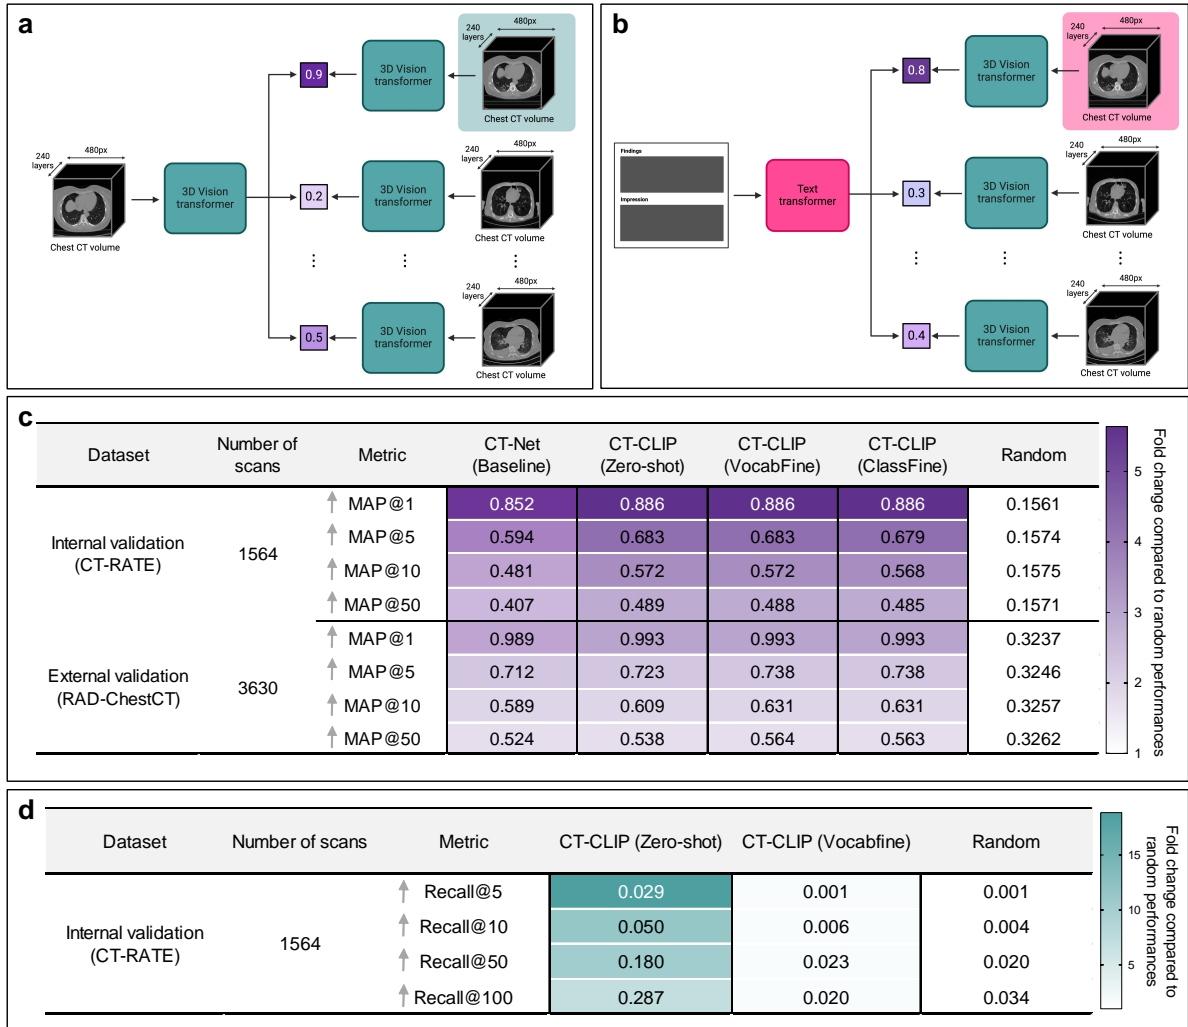 a
240
layers
480px
Chest CT volume
3D Vision
transformer
0.9
3D Vision
transformer
240
layers
480px
Chest CT volume
0.2
3D Vision
transformer
240
layers
480px
Chest CT volume
0.5
3D Vision
transformer
240
layers
480px
Chest CT volume
b
Findings
Impression
Text
transformer
0.8
3D Vision
transformer
240
layers
480px
Chest CT volume
0.3
3D Vision
transformer
240
layers
480px
Chest CT volume
0.4
3D Vision
transformer
240
layers
480px
Chest CT volume
c
Dataset Number of scans Metric CT-Net (Baseline) CT-CLIP (Zero-shot) CT-CLIP (VocabFine) CT-CLIP (ClassFine) Random
Internal validation (CT-RATE) 1564
↑ MAP@1 0.852 0.886 0.886 0.886 0.1561
↑ MAP@5 0.594 0.683 0.683 0.679 0.1574
↑ MAP@10 0.481 0.572 0.572 0.568 0.1575
↑ MAP@50 0.407 0.489 0.488 0.485 0.1571
External validation (RAD-ChestCT) 3630
↑ MAP@1 0.989 0.993 0.993 0.993 0.3237
↑ MAP@5 0.712 0.723 0.738 0.738 0.3246
↑ MAP@10 0.589 0.609 0.631 0.631 0.3257
↑ MAP@50 0.524 0.538 0.564 0.563 0.3262
5
4
3
2
1
Fold change compared to random performances
d
Dataset Number of scans Metric CT-CLIP (Zero-shot) CT-CLIP (Vocabfine) Random
Internal validation (CT-RATE) 1564
↑ Recall@5 0.029 0.001 0.001
↑ Recall@10 0.050 0.006 0.004
↑ Recall@50 0.180 0.023 0.020
↑ Recall@100 0.287 0.020 0.034
15
10
5
Fold change compared to
random performances